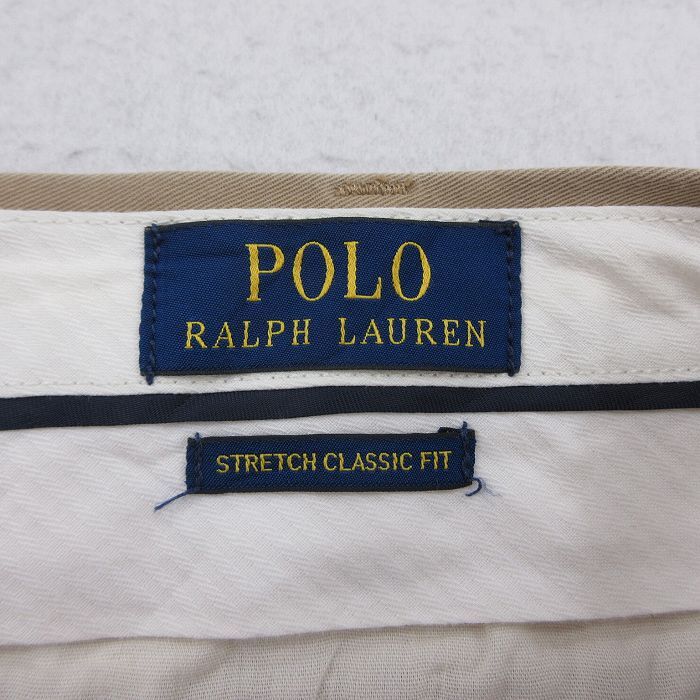 POLO
RALPH LAUREN
STRETCH CLASSIC FIT